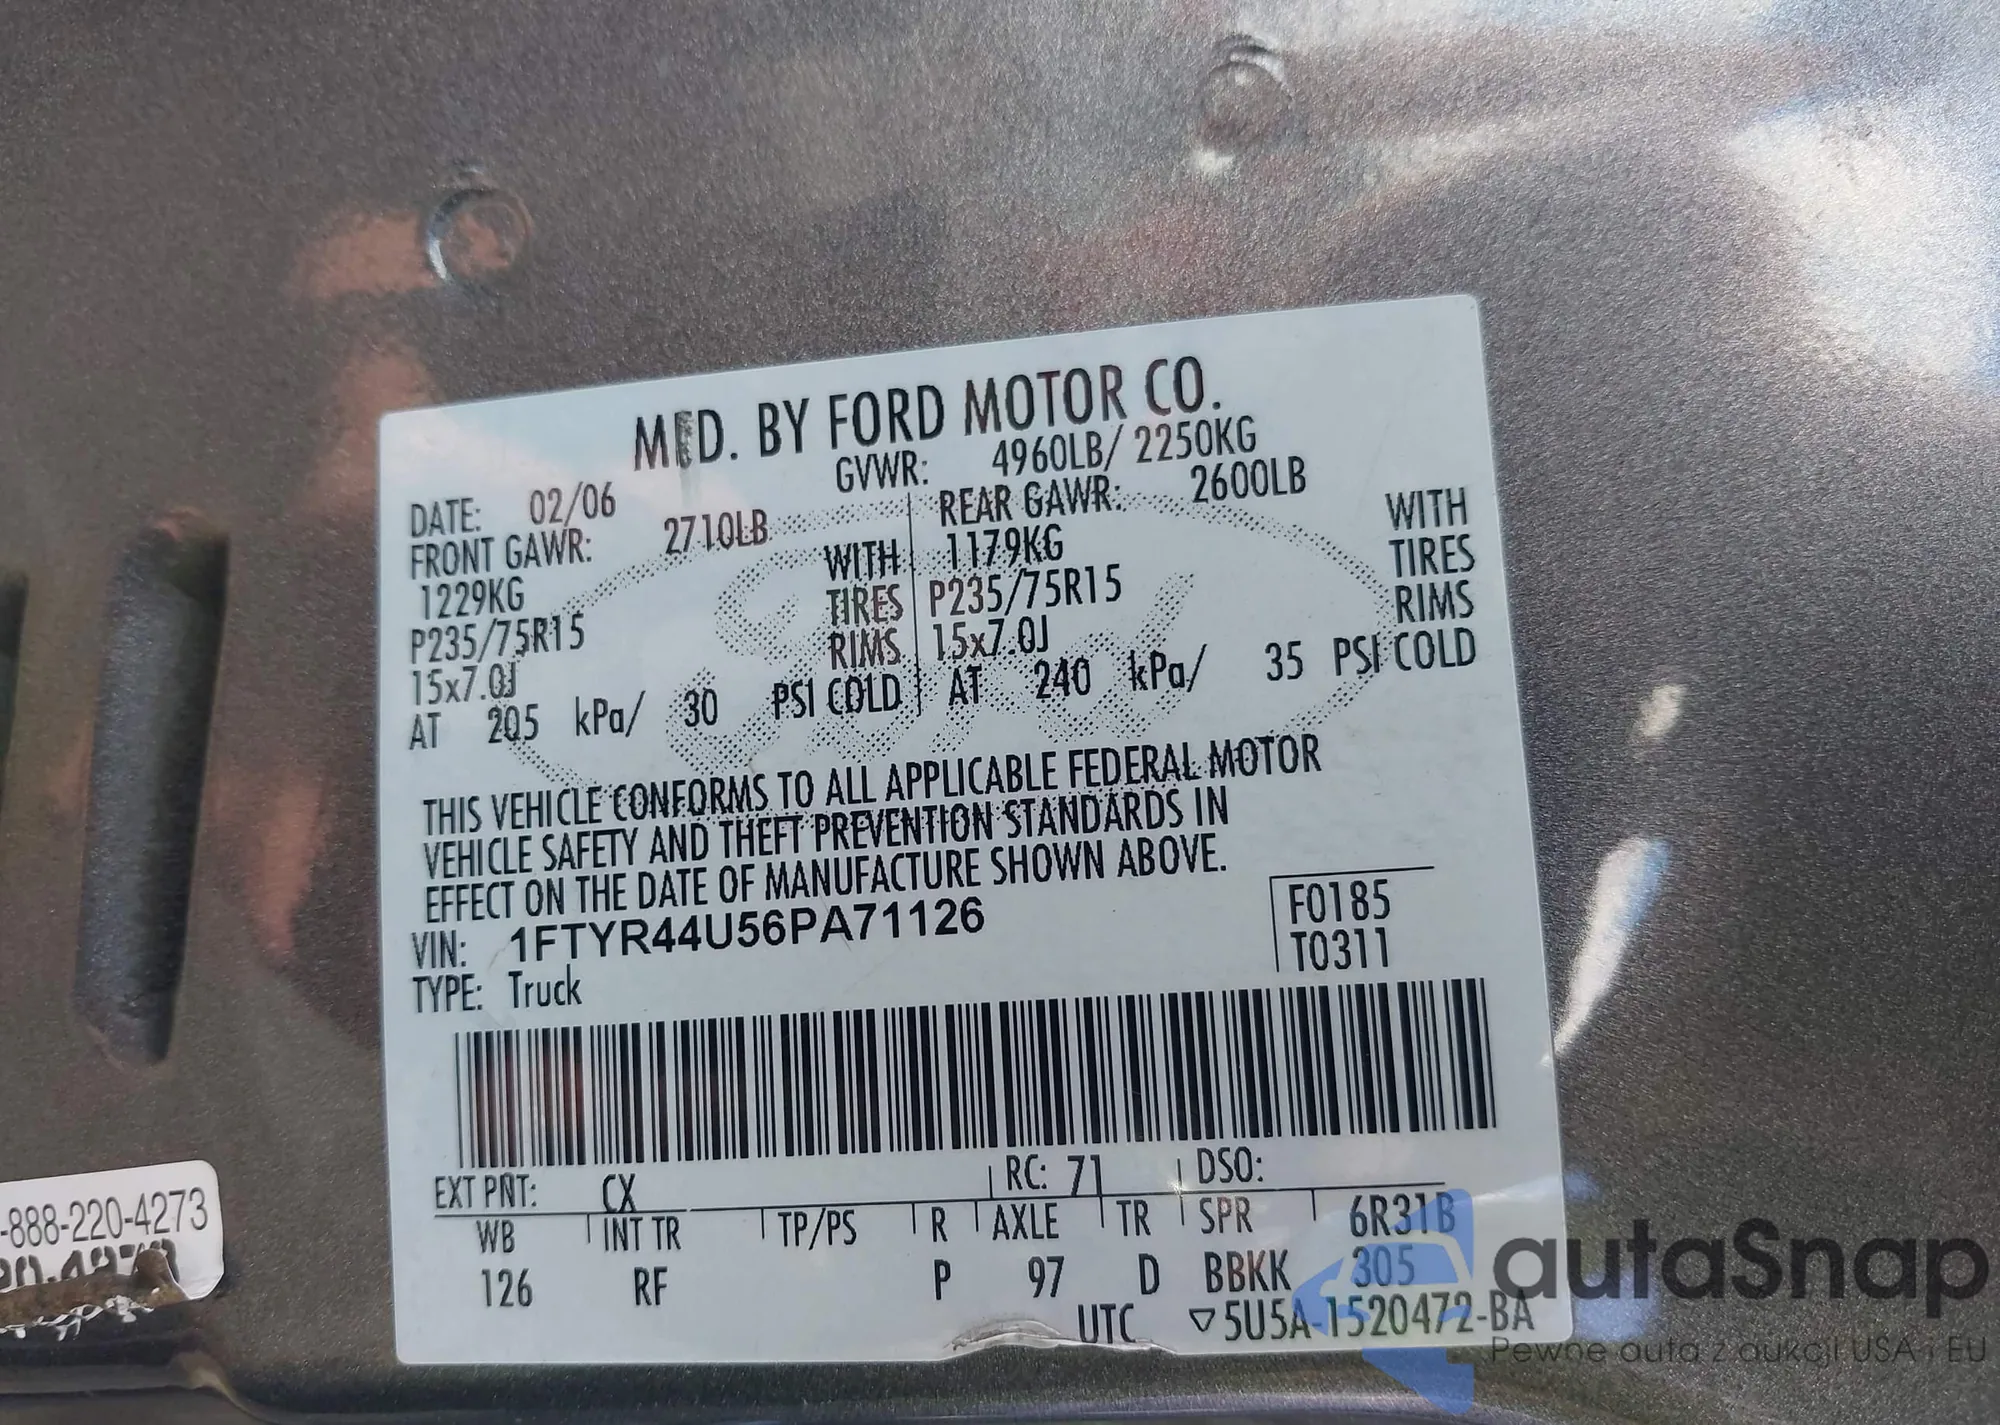 MFD. BY FORD MOTOR CO.
DATE: 02/06 GVWR: 4960LB/ 2250KG
FRONT GAWR: 2710LB REAR GAWR: 2600LB
1229KG WITH 1179KG WITH
P235/75R15 TIRES P235/75R15 TIRES
15x7.0J RIMS 15x7.0J RIMS
AT 205 kPa/ 30 PSI COLD AT 240 kPa/ 35 PSI COLD
THIS VEHICLE CONFORMS TO ALL APPLICABLE FEDERAL MOTOR
VEHICLE SAFETY AND THEFT PREVENTION STANDARDS IN
EFFECT ON THE DATE OF MANUFACTURE SHOWN ABOVE.
VIN: 1FTYR44U56PA71126
F0185
T0311
TYPE: Truck
EXT PNT: CX RC: 71 DSO:
WB INT TR TP/PS R AXLE TR SPR 6R31B
126 RF P 97 D BBKK 305
UTC ▽5U5A-1520472-BA
-888-220-4273
autaSnap
Pewne auta z aukcji USA i EU